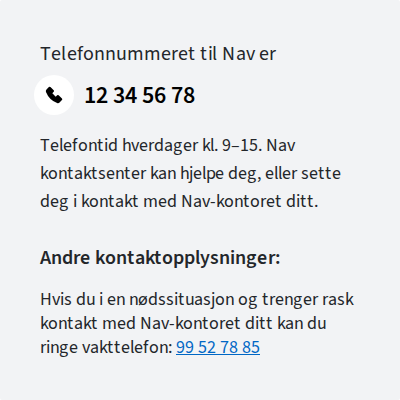 Telefonnummeret til Nav er
12 34 56 78
Telefontid hverdager kl. 9–15. Nav
kontaktsenter kan hjelpe deg, eller sette
deg i kontakt med Nav-kontoret ditt.
Andre kontaktopplysninger:
Hvis du i en nødssituasjon og trenger rask
kontakt med Nav-kontoret ditt kan du
ringe vakttelefon: 99 52 78 85